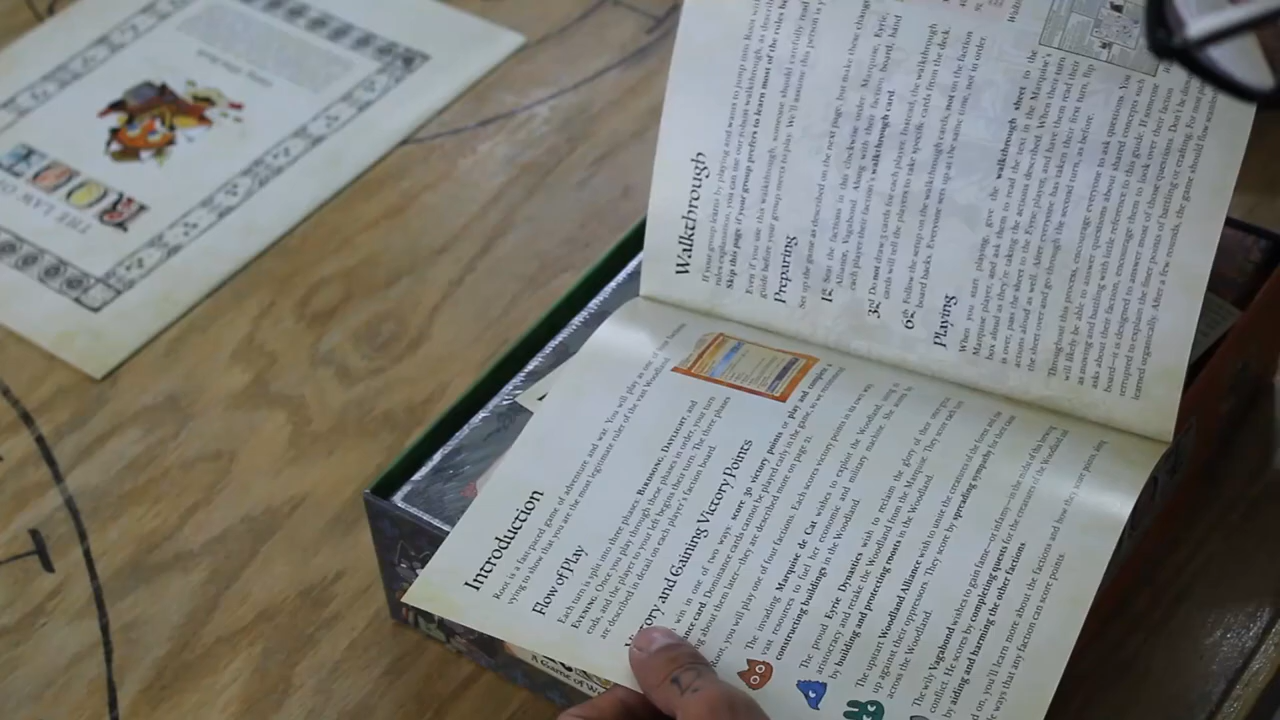 THE LAW OF
ROOT
Introduction
Root is a fast-paced game of adventure and war. You will play as one of four factions
vying to show that you are the most legitimate ruler of the vast Woodland.
Flow of Play
Each turn is split into three phases: BIRDSONG, DAYLIGHT, and
EVENING. Once you play through these phases in order, your turn
ends, and the player to your left begins their turn. The three phases
are described in detail on each player's faction board.
Victory and Gaining Victory Points
win in one of two ways: score 30 victory points or play and complete a
dominance card. Dominance cards cannot be played early in the game, so we
about them later—they are described more on page 21.
Root, you will play one of four factions. Each scores victory points in its own way.
The invading Marquise de Cat wishes to exploit the Woodland, using
vast resources to fuel her economic and military machine. She scores by
constructing buildings in the Woodland.
The proud Eyrie Dynasties wish to reclaim the glory of their
aristocracy and retake the Woodland from the Marquise. They score each turn
by building and protecting roosts in the Woodland.
The upstart Woodland Alliance wish to unite the creatures of the forest and rise
up against their oppressors. They score by spreading sympathy for their cause
across the Woodland.
The wily Vagabond wishes to gain fame—or infamy—in the midst of this brewing
conflict. He scores by completing quests for the creatures of the Woodland and
by aiding and harming the other factions.
on, you'll learn more about the factions and how they score points,
ways that any faction can score points.
A Game of
Walkthrough
If your group learns by playing and wants to jump into Root
rules explanation, you can use our robust walkthrough, as
Skip this page if your group prefers to learn most of the rules
Even if you use this walkthrough, someone should carefully read
guide before your group meets to play. We'll assume this person is
Preparing
Set up the game as described on the next page, but make these
1st Seat the factions in this clockwise order: Marquise, Eyrie,
Alliance, Vagabond. Along with their faction board, hand
each player their faction's walkthrough card.
3rd Do not draw 3 cards for each player. Instead, the walkthrough
cards will tell the players to take specific cards from the deck.
6th Follow the setup on the walkthrough cards, not on the faction
board backs. Everyone sets up at the same time, not in order.
Playing
When you start playing, give the walkthrough sheet to the
Marquise player, and ask them to read the text in the Marquise's
box aloud as they're taking the actions described. When their turn
is over, pass the sheet to the Eyrie player, and have them read their
actions aloud as well. After everyone has taken their first turn, flip
the sheet over and go through the second turn, as before.
Throughout this process, encourage everyone to ask questions. You
will likely be able to answer questions about shared concepts such
as moving and battling with little reference to this guide. If someone
asks about their faction, encourage them to look over their faction
board—it is designed to answer most of those questions. Don't be
to explain the finer points of battling or crafting. For most
learned organically. After a few rounds, the game should flow